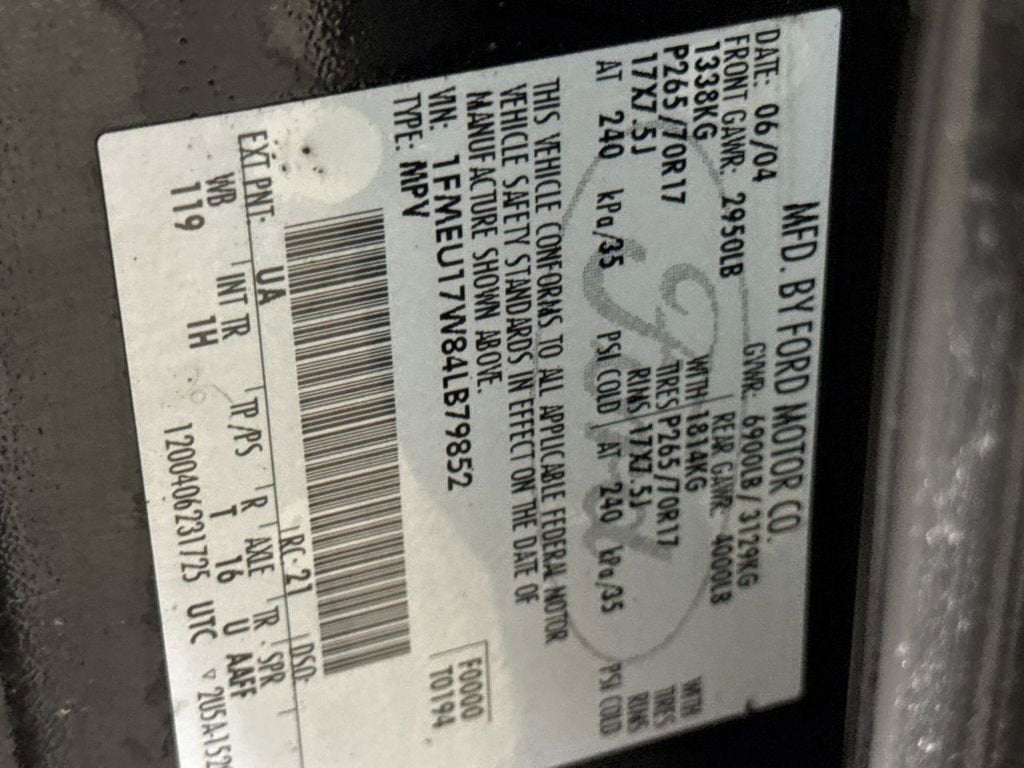 MFD. BY FORD MOTOR CO.
DATE: 06/04 GVWR: 6900LB / 3129KG
FRONT GAWR: 2950LB REAR GAWR: 4000LB
1338KG WITH 1814KG WITH
P265/70R17 TIRES P265/70R17 TIRES
17X7.5J RIMS 17X7.5J RIMS
AT 240 kPa/35 PSI COLD AT 240 kPa/35 PSI COLD
THIS VEHICLE CONFORMS TO ALL APPLICABLE FEDERAL MOTOR
VEHICLE SAFETY STANDARDS IN EFFECT ON THE DATE OF
MANUFACTURE SHOWN ABOVE.
VIN: 1FMEU17W84LB79852 F0000
TYPE: MPV T0194
EXT PNT: UA RC: 21 DSO:
WB INT TR TP/PS R AXLE TR SPR
119 1H T 16 U AAFF
1200406231725 UTC ▽ 2U5A-152